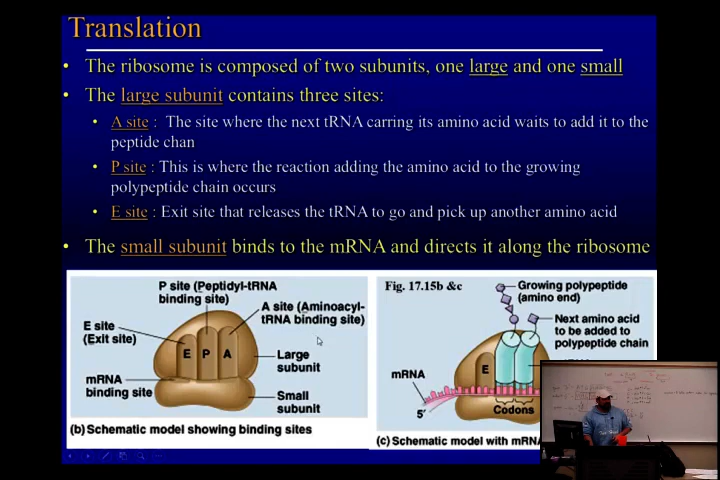 Translation
• The ribosome is composed of two subunits, one large and one small
• The large subunit contains three sites:
• A site : The site where the next tRNA carring its amino acid waits to add it to the
peptide chan
• P site : This is where the reaction adding the amino acid to the growing
polypeptide chain occurs
• E site : Exit site that releases the tRNA to go and pick up another amino acid
• The small subunit binds to the mRNA and directs it along the ribosome
P site (Peptidyl-tRNA
binding site)
A site (Aminoacyl-
tRNA binding site)
E site
(Exit site)
E P A
Large
subunit
mRNA
binding site
Small
subunit
(b) Schematic model showing binding sites
Fig. 17.15b &c
Growing polypeptide
(amino end)
Next amino acid
to be added to
polypeptide chain
E
mRNA
5'
Codons
(c) Schematic model with mRNA